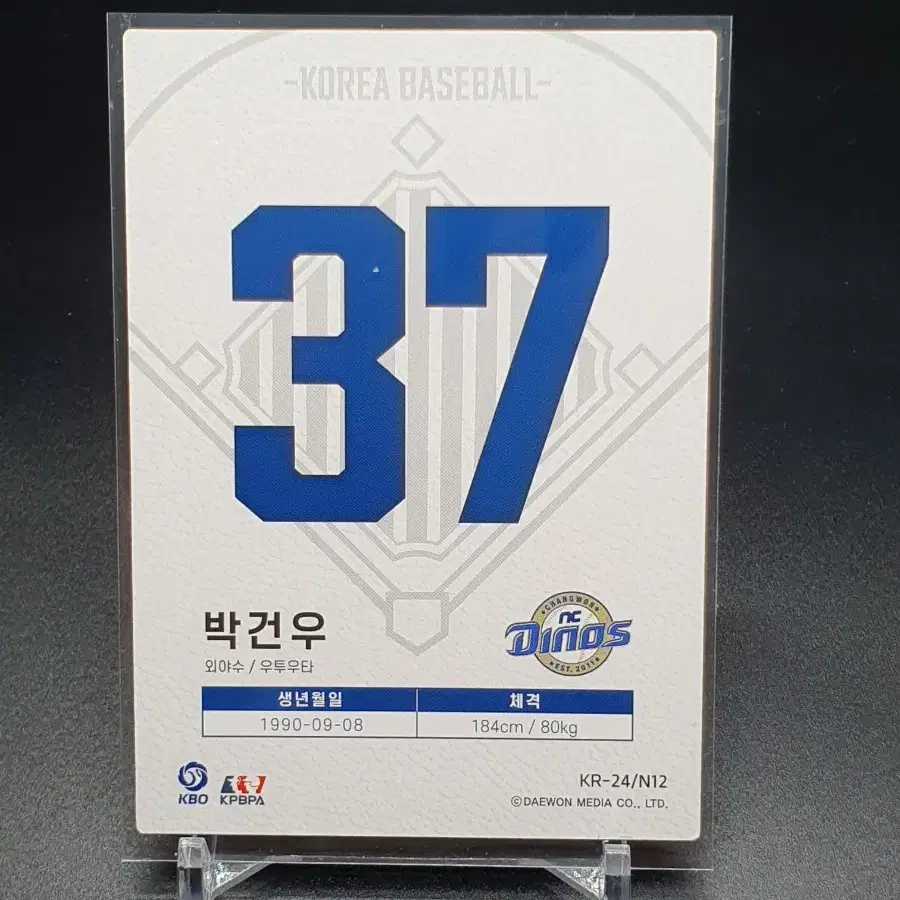 -KOREA BASEBALL-
37
박건우
외야수 / 우투우타
CHANGWON
NC
DINOS
EST. 2011
생년월일 체격
1990-09-08 184cm / 80kg
KBO KPBPA
KR-24/N12
©DAEWON MEDIA CO., LTD.